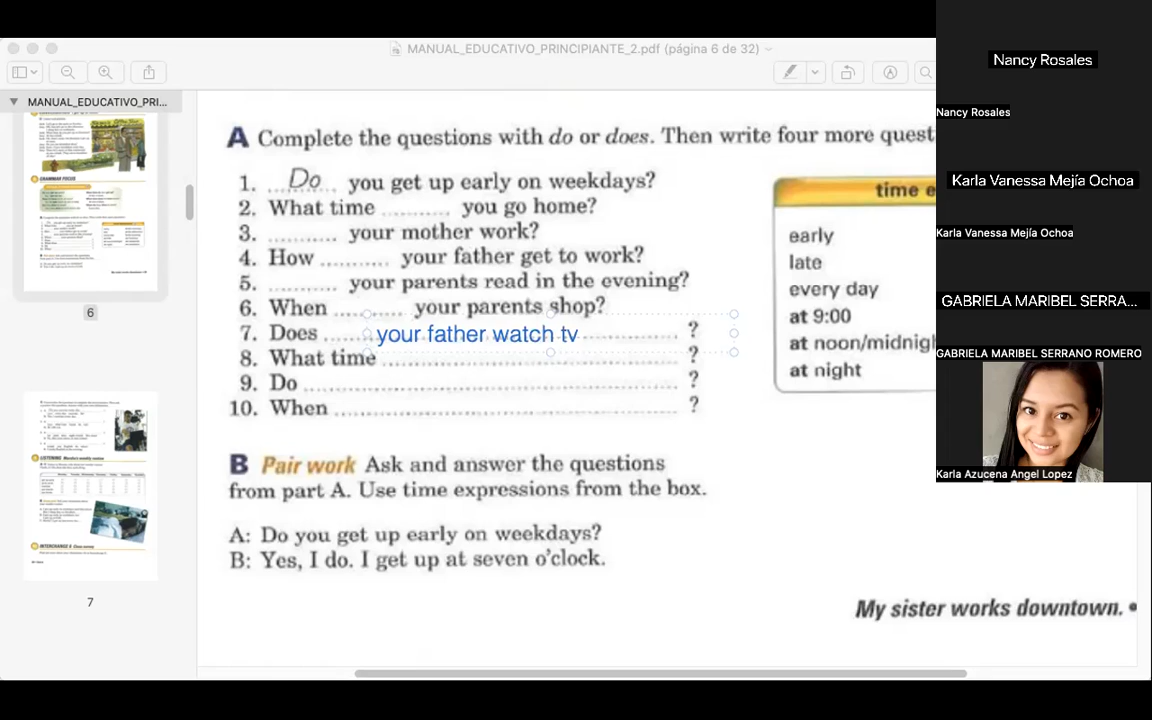 MANUAL_EDUCATIVO_PRINCIPIANTE_2.pdf (página 6 de 32)
MANUAL_EDUCATIVO_PRI...
6
7
A Complete the questions with do or does. Then write four more quest
1. Do you get up early on weekdays?
2. What time .......... you go home?
3. .......... your mother work?
4. How .......... your father get to work?
5. .......... your parents read in the evening?
6. When .......... your parents shop?
7. Does your father watch tv ?
8. What time .......... ?
9. Do .......... ?
10. When .......... ?
time e
early
late
every day
at 9:00
at noon/midnigh
at night
B Pair work Ask and answer the questions
from part A. Use time expressions from the box.
A: Do you get up early on weekdays?
B: Yes, I do. I get up at seven o'clock.
My sister works downtown. •
Nancy Rosales
Nancy Rosales
Karla Vanessa Mejía Ochoa
Karla Vanessa Mejía Ochoa
GABRIELA MARIBEL SERRA...
GABRIELA MARIBEL SERRANO ROMERO
Karla Azucena Angel Lopez